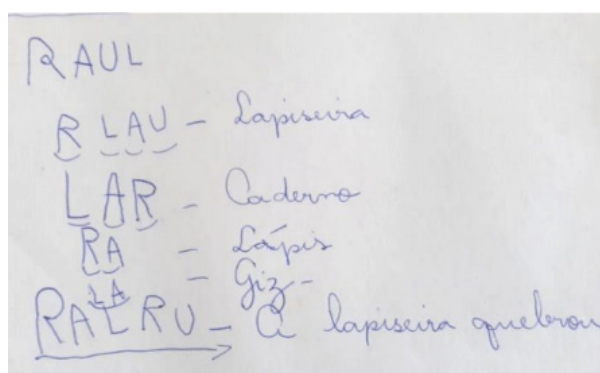 RAUL
R LAU - Lapiseira
LAR - Caderno
RA - Lápis
LA - Giz -
RALRU - A lapiseira quebrou